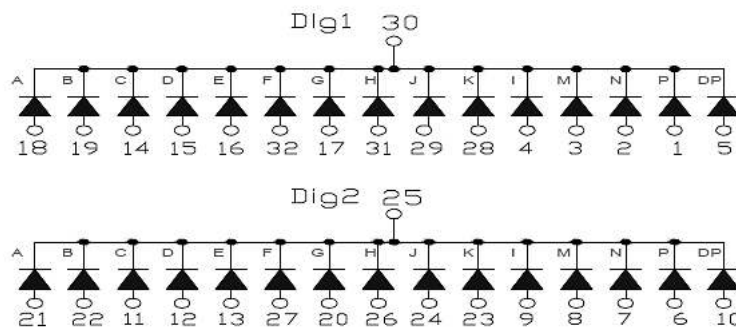 Dig1 30
A B C D E F G H J K I M N P DP
18 19 14 15 16 32 17 31 29 28 4 3 2 1 5
Dig2 25
A B C D E F G H J K I M N P DP
21 22 11 12 13 27 20 26 24 23 9 8 7 6 10